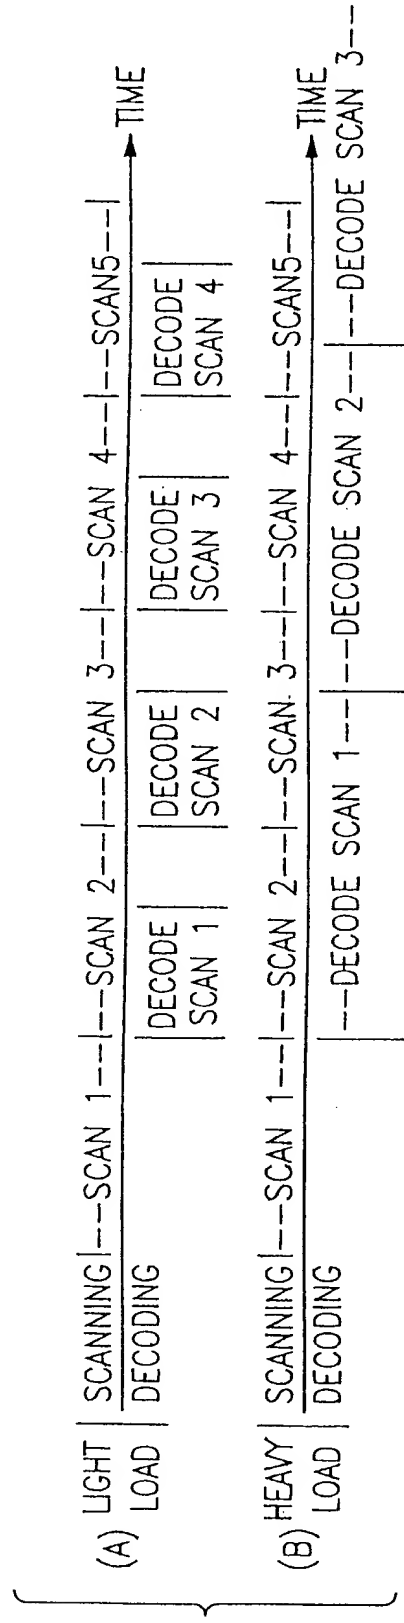 (A) LIGHT LOAD
SCANNING|---SCAN 1---|---SCAN 2---|---SCAN 3---|---SCAN 4---|---SCAN5---|
TIME
DECODING
DECODE SCAN 1
DECODE SCAN 2
DECODE SCAN 3
DECODE SCAN 4
(B) HEAVY LOAD
SCANNING|---SCAN 1---|---SCAN 2---|---SCAN 3---|---SCAN 4---|---SCAN5---|
TIME
DECODING
---DECODE SCAN 1---|---DECODE SCAN 2---|---DECODE SCAN 3---